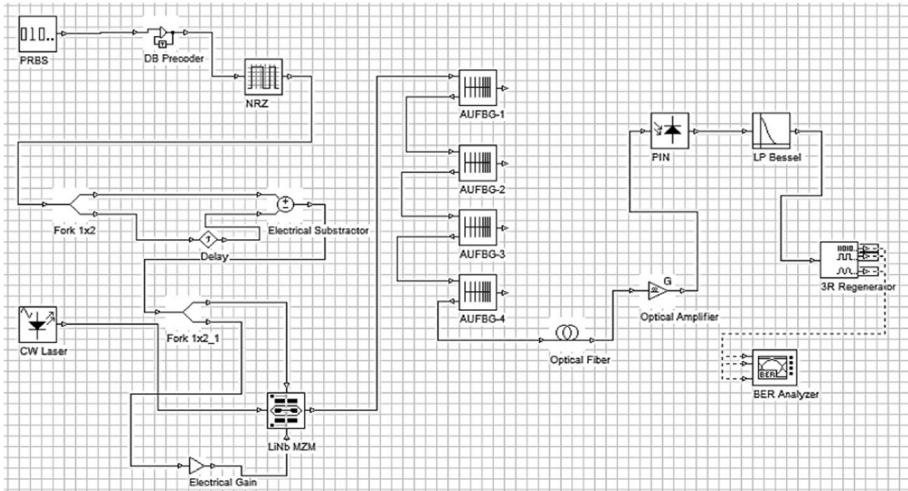 010..
PRBS
DB Precoder
T
NRZ
AUFBG-1
PIN
LP Bessel
AUFBG-2
Fork 1x2
±
Electrical Substractor
1
Delay
AUFBG-3
3R Regenerator
AUFBG-4
G
Optical Amplifier
CW Laser
Fork 1x2_1
Optical Fiber
BER
BER Analyzer
LiNb MZM
Electrical Gain